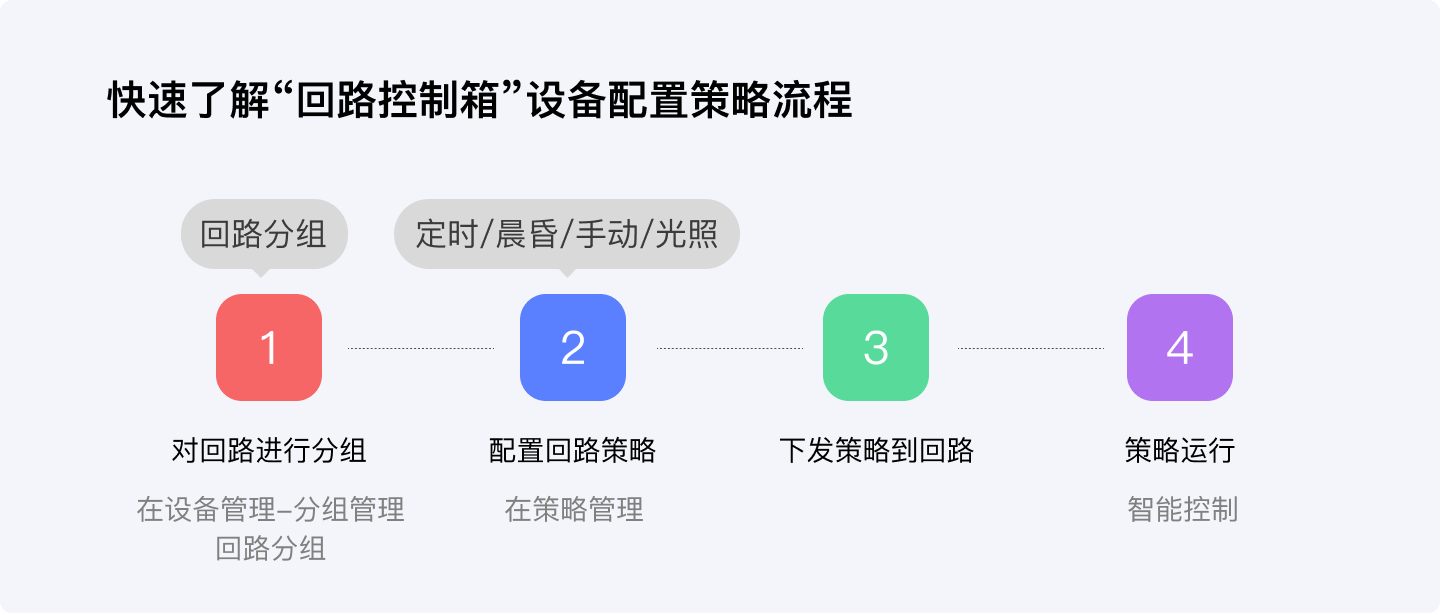 快速了解“回路控制箱”设备配置策略流程
回路分组
定时/晨昏/手动/光照
1
2
3
4
对回路进行分组
配置回路策略
下发策略到回路
策略运行
在设备管理–分组管理
回路分组
在策略管理
智能控制